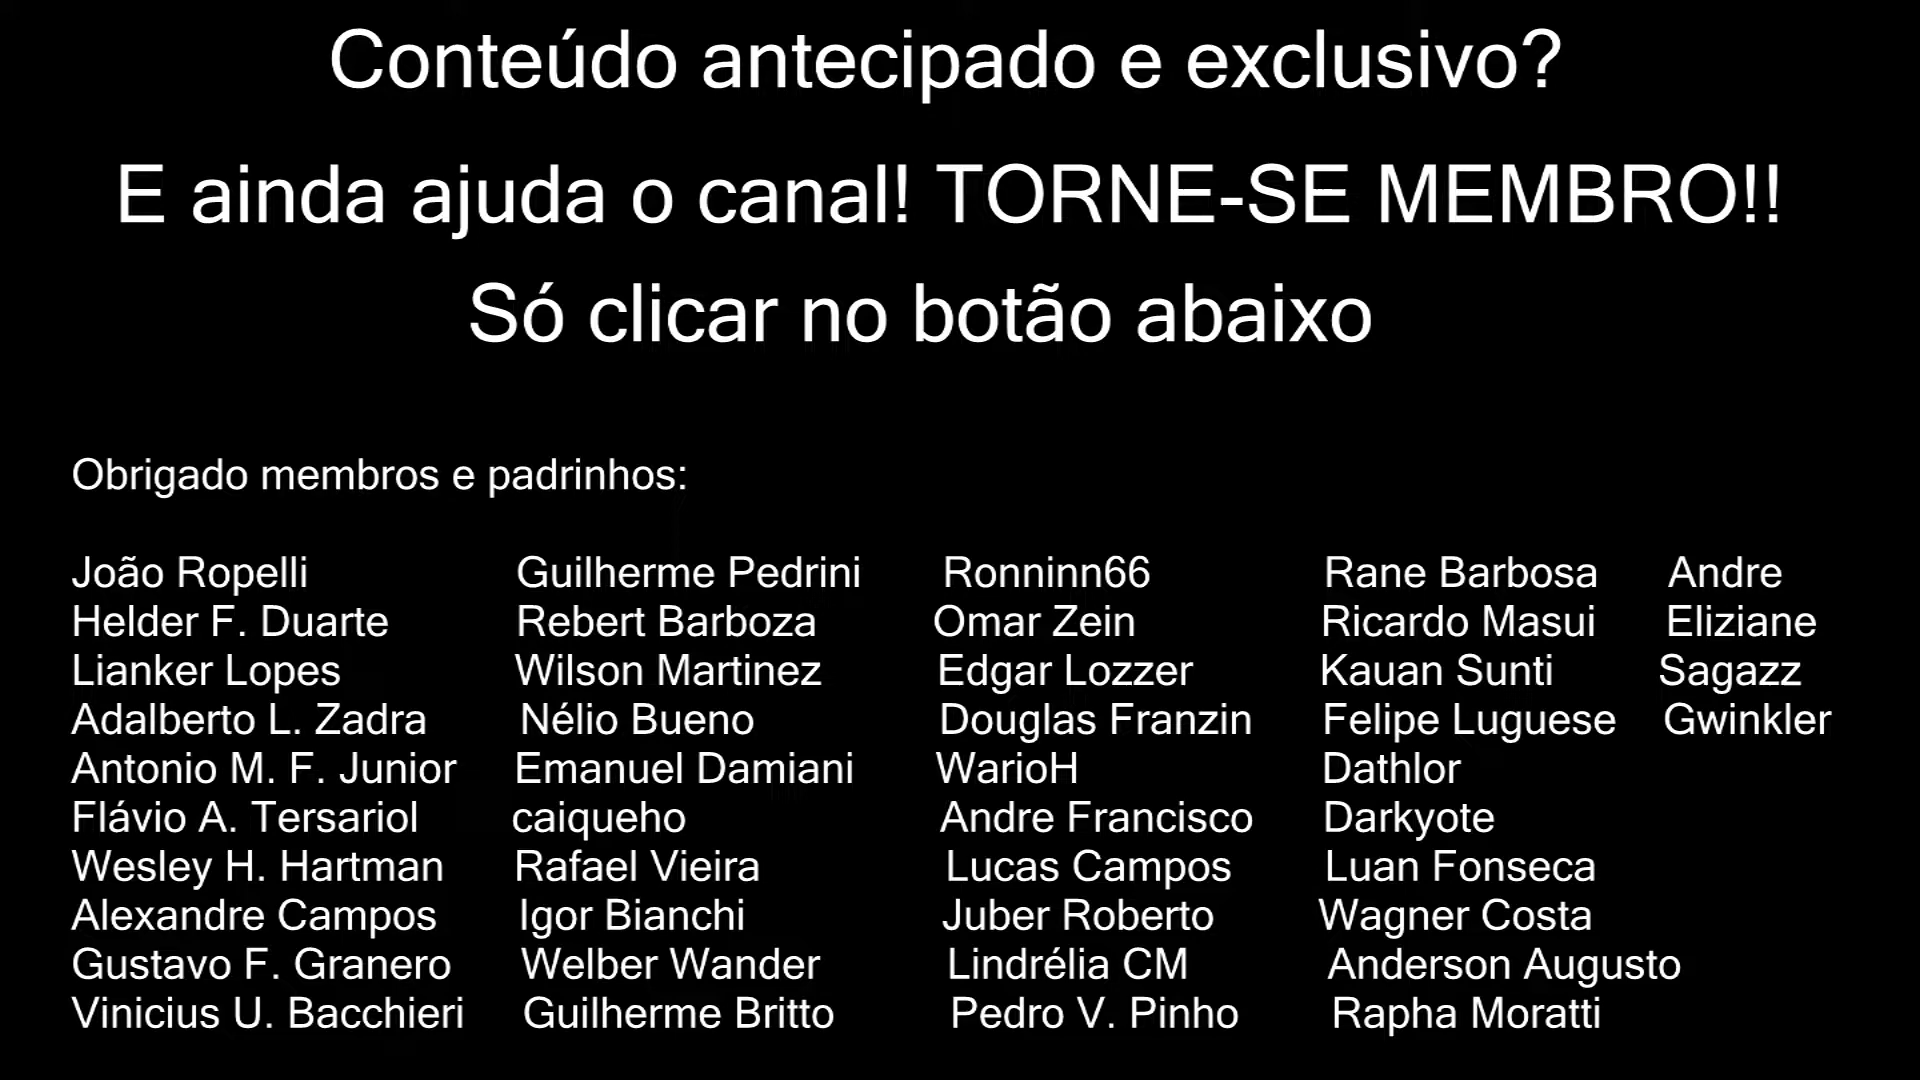 Conteúdo antecipado e exclusivo?
E ainda ajuda o canal! TORNE-SE MEMBRO!!
Só clicar no botão abaixo
Obrigado membros e padrinhos:
João Ropelli Guilherme Pedrini Ronninn66 Rane Barbosa Andre
Helder F. Duarte Rebert Barboza Omar Zein Ricardo Masui Eliziane
Lianker Lopes Wilson Martinez Edgar Lozzer Kauan Sunti Sagazz
Adalberto L. Zadra Nélio Bueno Douglas Franzin Felipe Luguese Gwinkler
Antonio M. F. Junior Emanuel Damiani WarioH Dathlor
Flávio A. Tersariol caiqueho Andre Francisco Darkyote
Wesley H. Hartman Rafael Vieira Lucas Campos Luan Fonseca
Alexandre Campos Igor Bianchi Juber Roberto Wagner Costa
Gustavo F. Granero Welber Wander Lindrélia CM Anderson Augusto
Vinicius U. Bacchieri Guilherme Britto Pedro V. Pinho Rapha Moratti